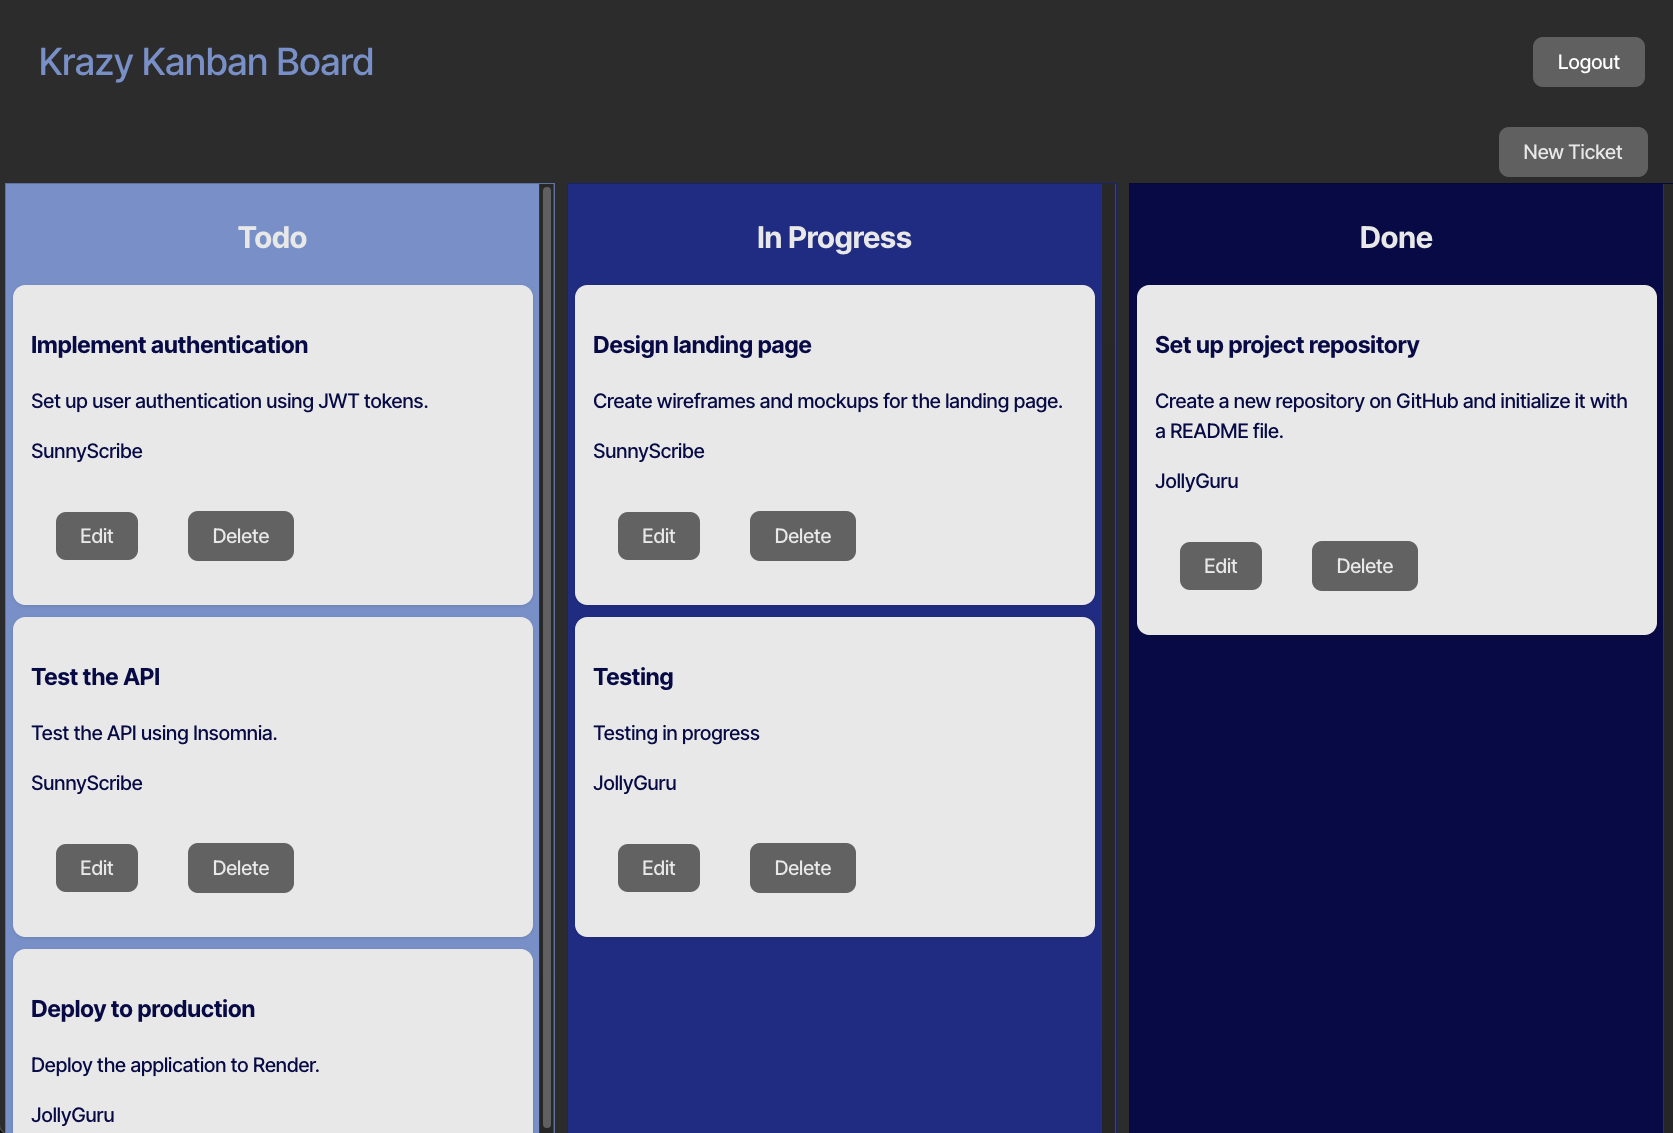 Krazy Kanban Board
Logout
New Ticket
Todo
Implement authentication
Set up user authentication using JWT tokens.
SunnyScribe
Edit
Delete
Test the API
Test the API using Insomnia.
SunnyScribe
Edit
Delete
Deploy to production
Deploy the application to Render.
JollyGuru
In Progress
Design landing page
Create wireframes and mockups for the landing page.
SunnyScribe
Edit
Delete
Testing
Testing in progress
JollyGuru
Edit
Delete
Done
Set up project repository
Create a new repository on GitHub and initialize it with
a README file.
JollyGuru
Edit
Delete